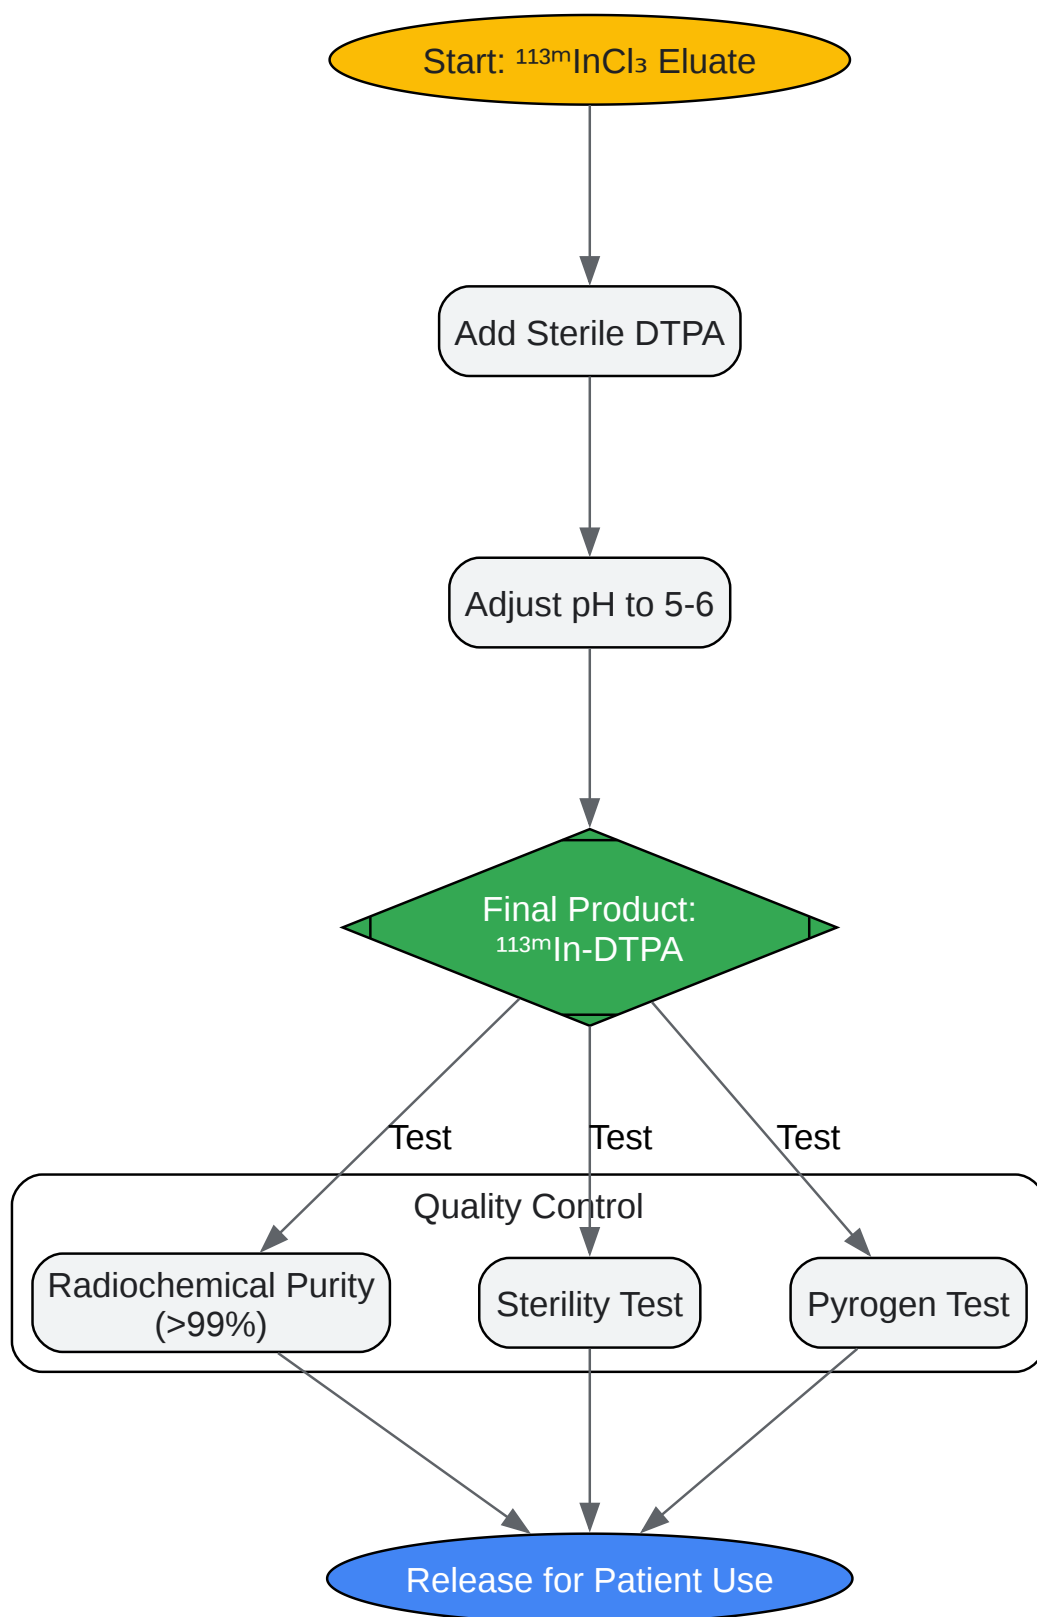 Start: ¹¹³ᵐInCl₃ Eluate
Add Sterile DTPA
Adjust pH to 5-6
Final Product:
¹¹³ᵐIn-DTPA
Test
Test
Test
Quality Control
Radiochemical Purity
(>99%)
Sterility Test
Pyrogen Test
Release for Patient Use